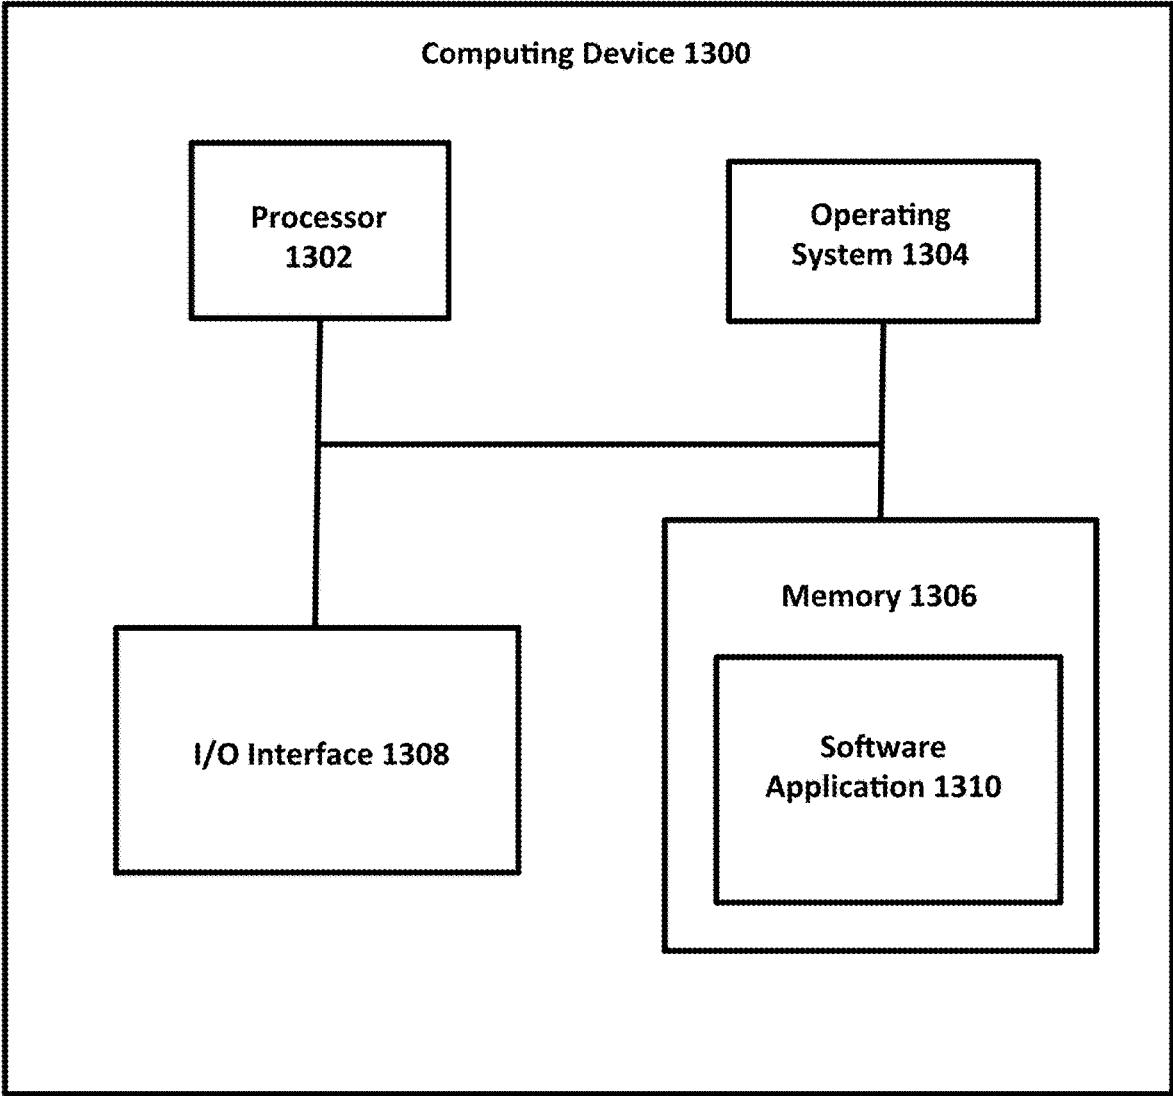 Computing Device 1300
Processor
1302
Operating
System 1304
Memory 1306
I/O Interface 1308
Software
Application 1310